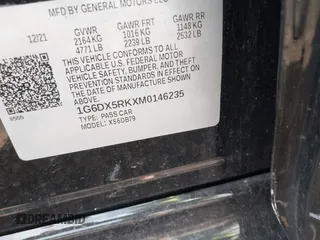 BY GENERAL MOTORS LLC
12/21 GVWR GAWR FRT GAWR RR
2164 KG 1016 KG 1148 KG
4771 LB 2239 LB 2532 LB
THIS VEHICLE CONFORMS TO ALL
APPLICABLE U.S. FEDERAL MOTOR
VEHICLE SAFETY, BUMPER, AND THEFT
PREVENTION STANDARDS IN EFFECT ON
THE DATE OF MANUFACTURE SHOWN
ABOVE.
1G6DX5RKXM0146235
TYPE: PASS CAR
MODEL:
DREAMBID